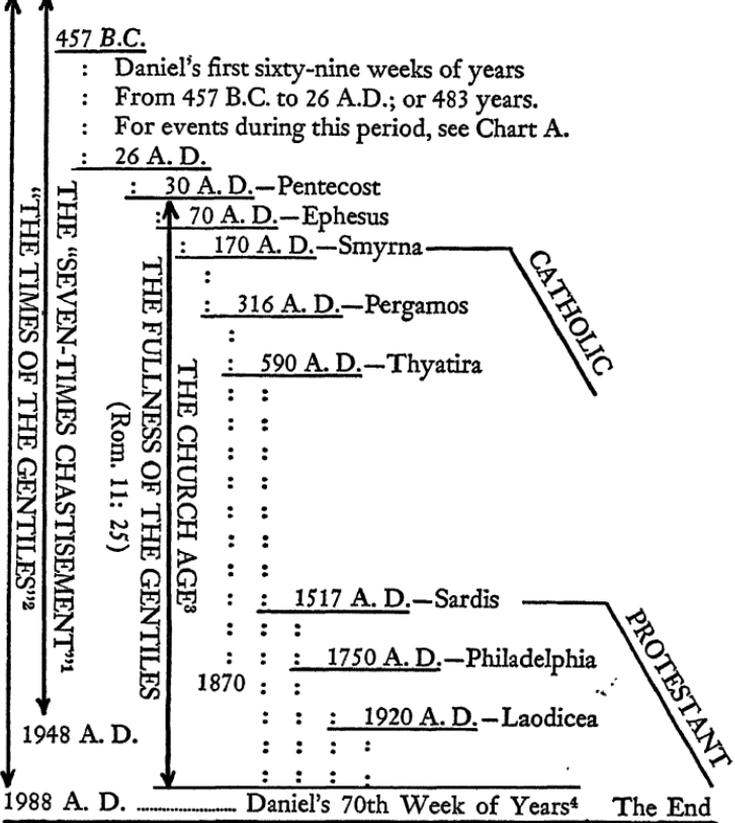 457 B.C.
: Daniel's first sixty-nine weeks of years
: From 457 B.C. to 26 A.D.; or 483 years.
: For events during this period, see Chart A.
: 26 A. D.
: 30 A. D.—Pentecost
: 70 A. D.—Ephesus
: 170 A. D.—Smyrna
: 316 A. D.—Pergamos
: 590 A. D.—Thyatira
CATHOLIC
"THE TIMES OF THE GENTILES"²
THE "SEVEN-TIMES CHASTISEMENT"¹
(Rom. 11: 25)
THE FULLNESS OF THE GENTILES
THE CHURCH AGE³
: 1517 A. D.—Sardis
: 1750 A. D.—Philadelphia
1870
: 1920 A. D.—Laodicea
PROTESTANT
1948 A. D.
1988 A. D. ........................ Daniel's 70th Week of Years⁴ The End